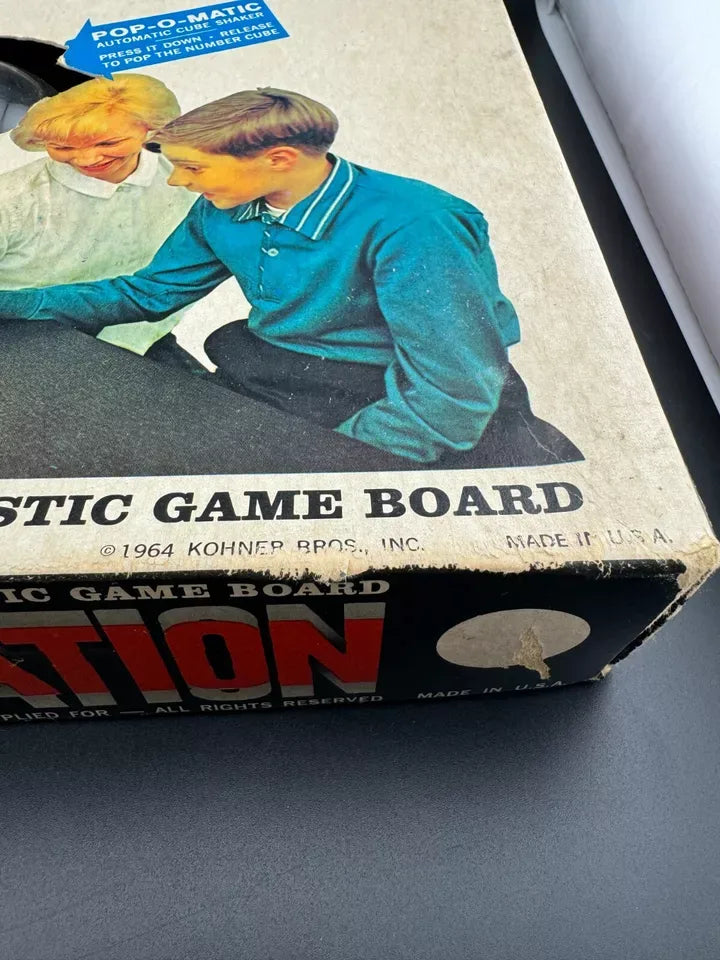 POP-O-MATIC
AUTOMATIC CUBE SHAKER
PRESS IT DOWN - RELEASE
TO POP THE NUMBER CUBE
STIC GAME BOARD
© 1964 KOHNER BROS., INC. MADE IN U.S.A.
IC GAME BOARD
ATION
PLIED FOR — ALL RIGHTS RESERVED
MADE IN U.S.A.